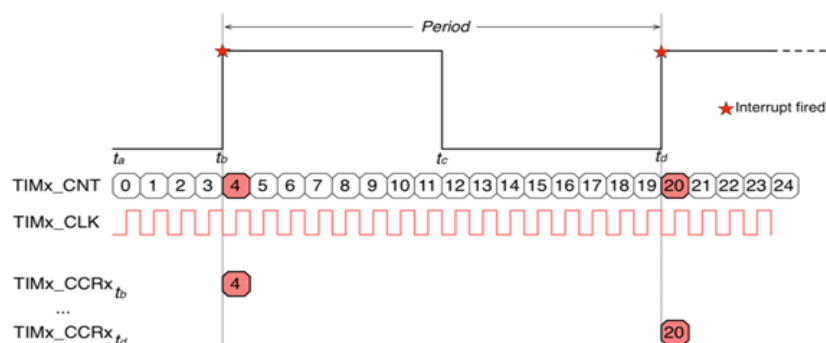 Period
Interrupt fired
ta tb tc td
TIMx_CNT 0 1 2 3 4 5 6 7 8 9 10 11 12 13 14 15 16 17 18 19 20 21 22 23 24
TIMx_CLK
TIMx_CCRx tb 4
...
TIMx_CCRx td 20